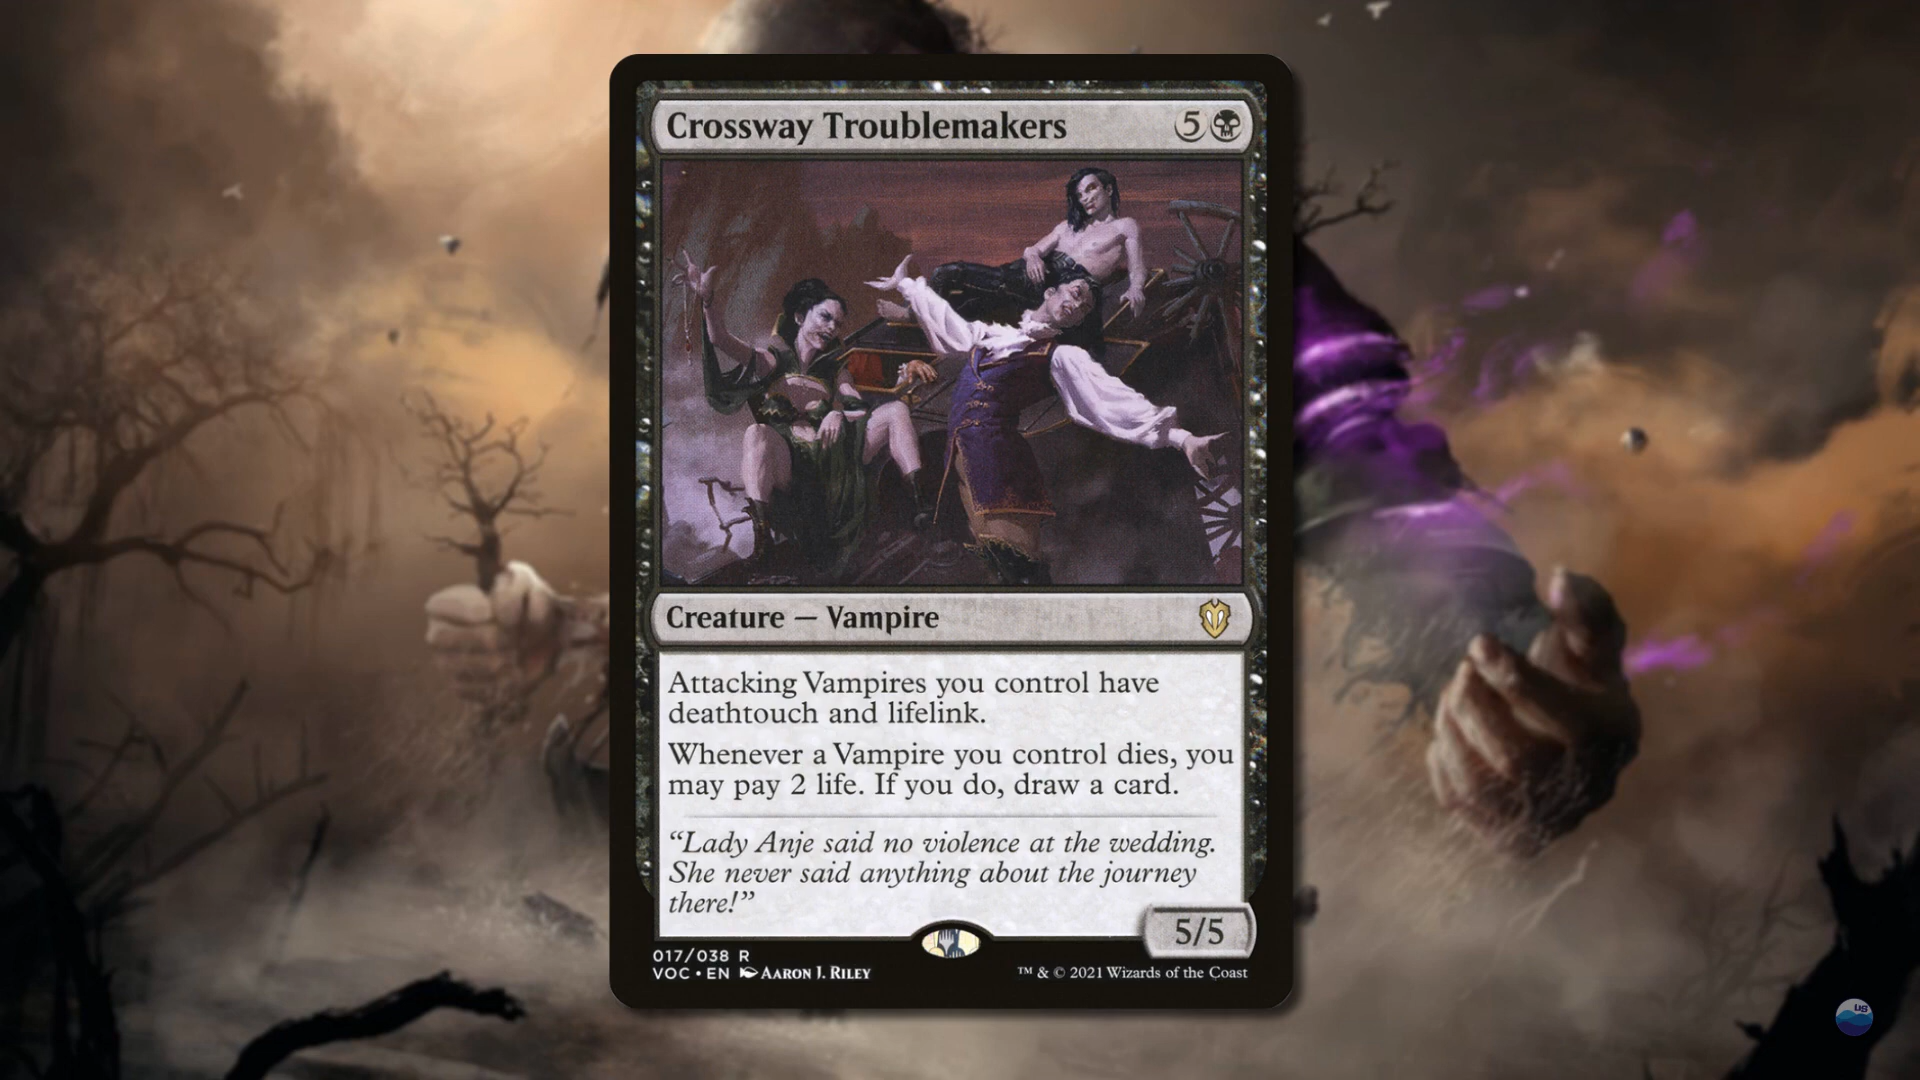 Crossway Troublemakers 5
Creature — Vampire
Attacking Vampires you control have
deathtouch and lifelink.
Whenever a Vampire you control dies, you
may pay 2 life. If you do, draw a card.
“Lady Anje said no violence at the wedding.
She never said anything about the journey
there!”
5/5
017/038 R
VOC • EN AARON J. RILEY
™ & © 2021 Wizards of the Coast
us